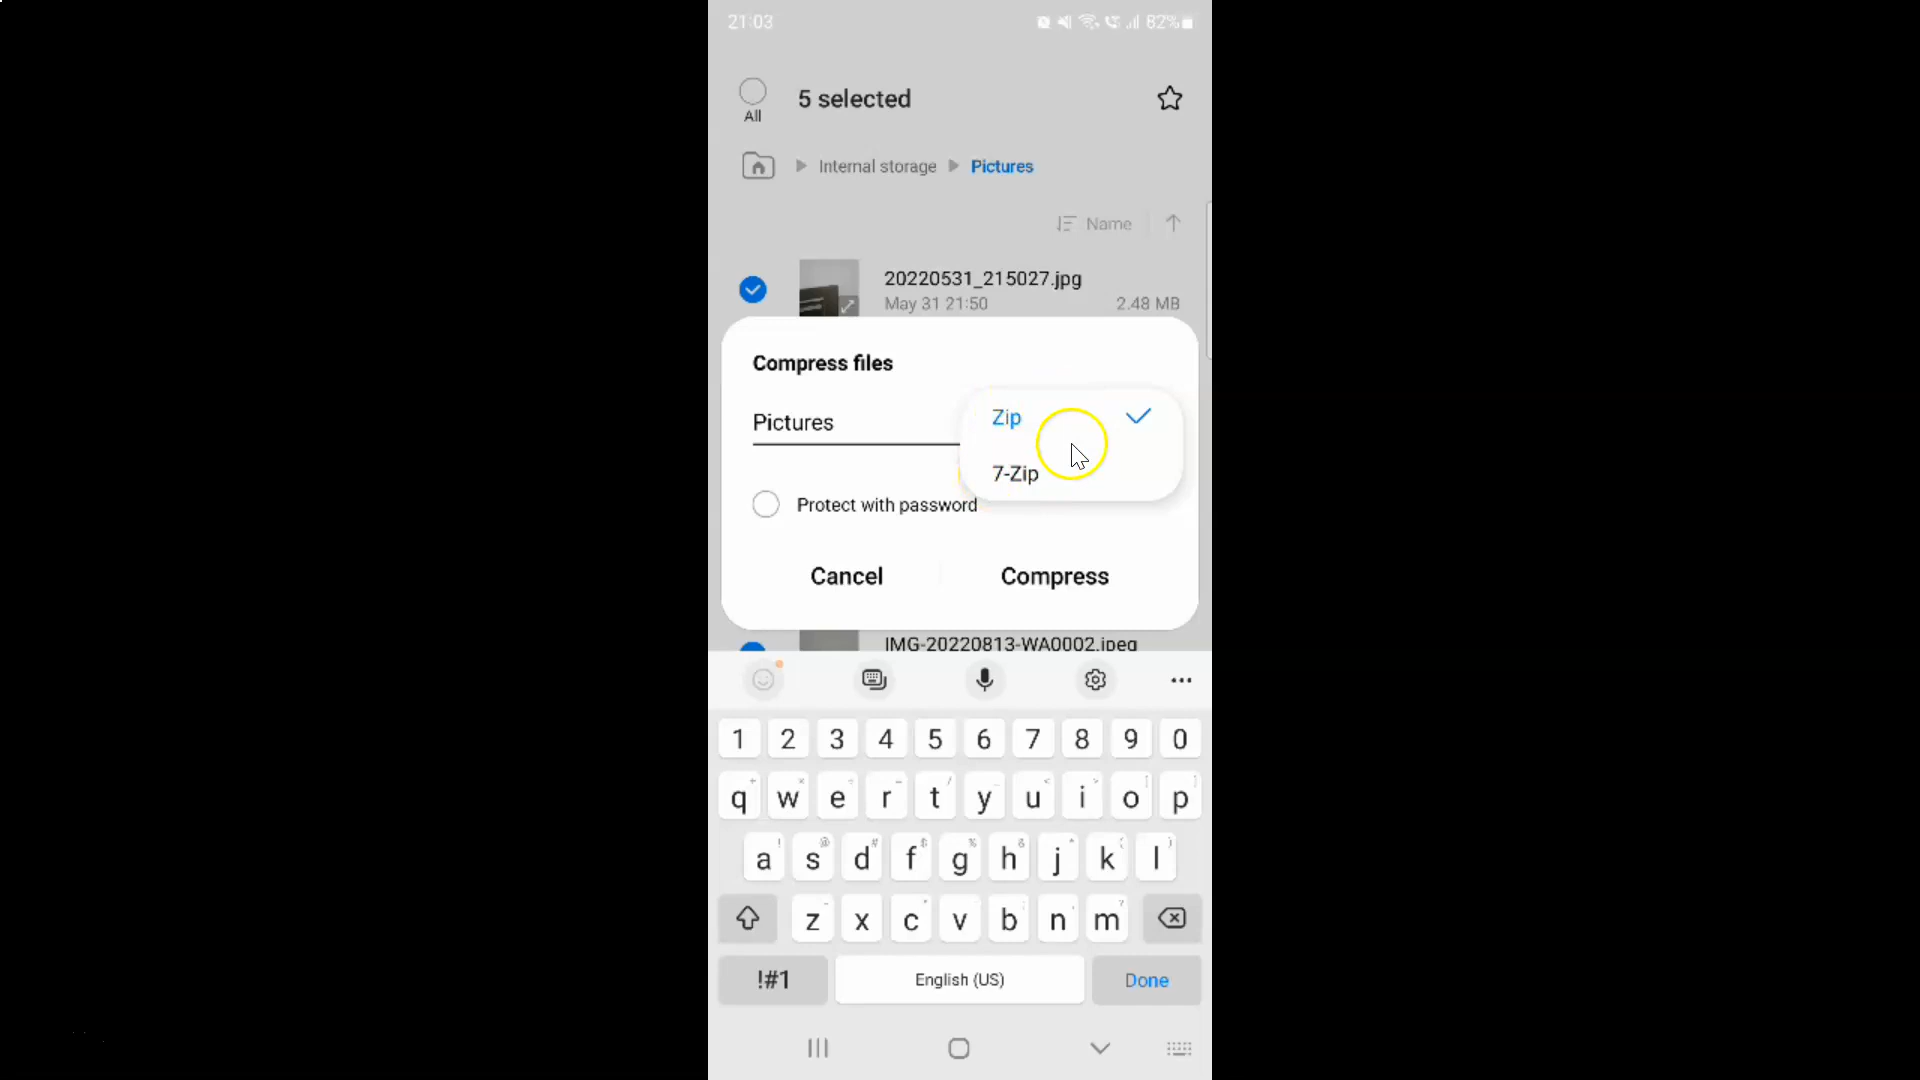 21:03
82%
5 selected
All
Internal storage
Pictures
Name
20220531_215027.jpg
May 31 21:50
2.48 MB
Compress files
Pictures
Zip
7-Zip
Protect with password
Cancel
Compress
IMG-20220813-WA0002.jpeg
1 2 3 4 5 6 7 8 9 0
q w e r t y u i o p
a s d f g h j k l
z x c v b n m
!#1
English (US)
Done